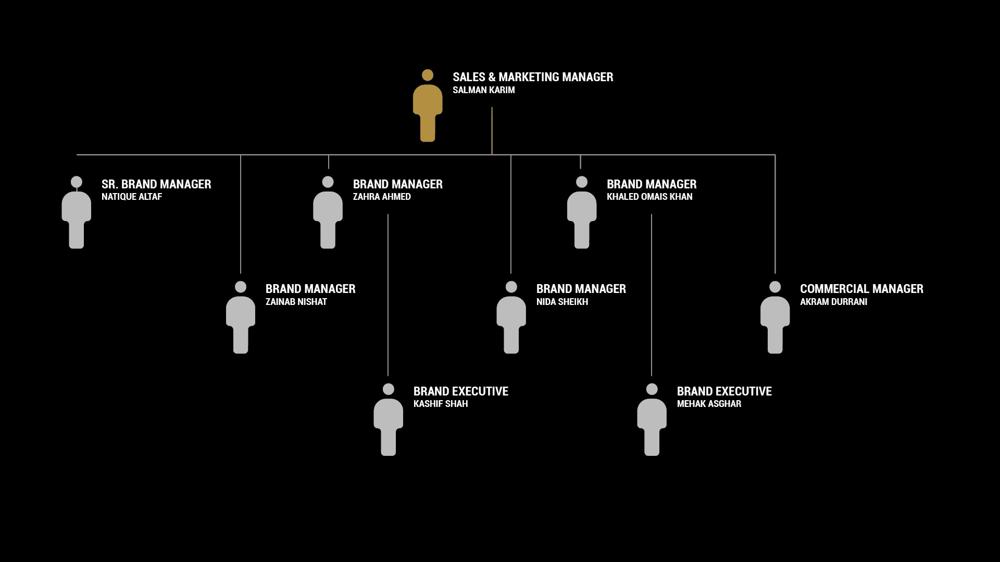 SALES & MARKETING MANAGER
SALMAN KARIM
SR. BRAND MANAGER
NATIQUE ALTAF
BRAND MANAGER
ZAHRA AHMED
BRAND MANAGER
KHALED OMAIS KHAN
BRAND MANAGER
ZAINAB NISHAT
BRAND MANAGER
NIDA SHEIKH
COMMERCIAL MANAGER
AKRAM DURRANI
BRAND EXECUTIVE
KASHIF SHAH
BRAND EXECUTIVE
MEHAK ASGHAR